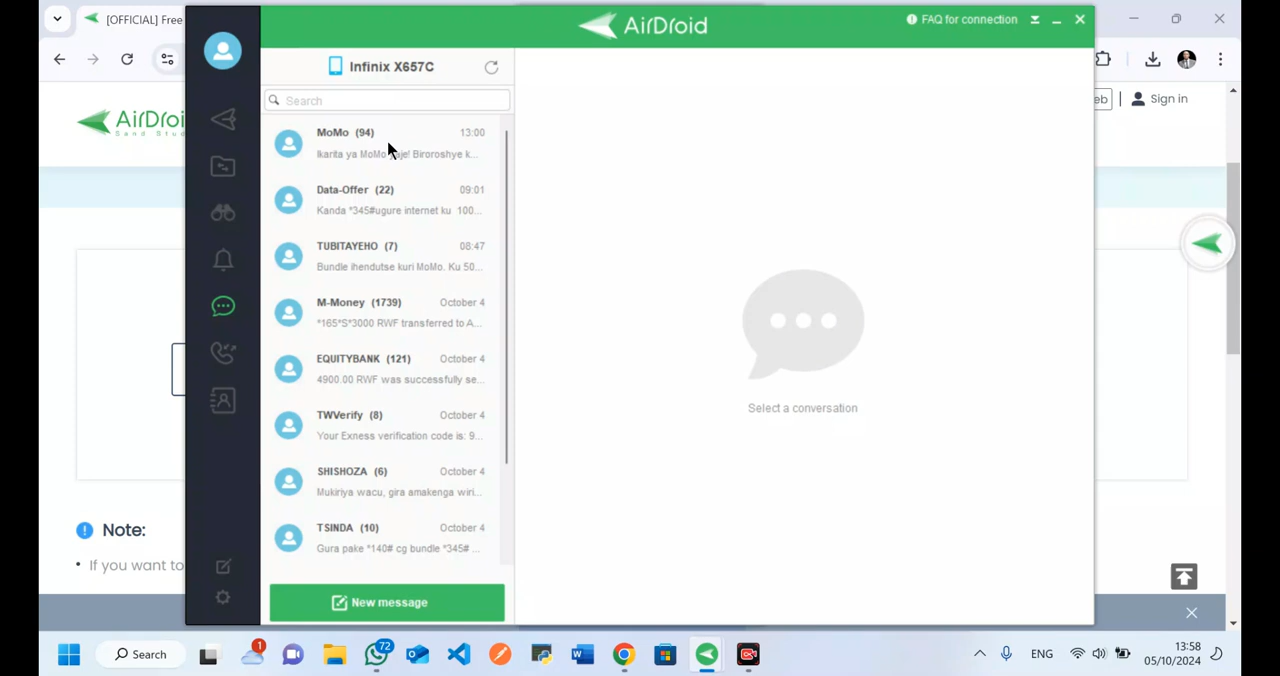 [OFFICIAL] Free
AirDroid
FAQ for connection
Infinix X657C
Search
AirDroi
Sand Stud
eb
Sign in
MoMo (94) 13:00
Ikarita ya MoMo
Data-Offer (22) 09:01
Kanda *345#ugure internet ku 100...
TUBITAYEHO (7) 08:47
Bundle ihendutse kuri MoMo. Ku 50...
M-Money (1739) October 4
*165*S*3000 RWF transferred to A...
EQUITYBANK (121) October 4
4900.00 RWF was successfully se...
TWVerify (8) October 4
Your Exness verification code is: 9...
SHISHOZA (6) October 4
Mukiriya wacu, gira amakenga wiri...
TSINDA (10) October 4
Gura pake *140# cg bundle *345# ...
Select a conversation
New message
Note:
• If you want to
Search
1
72
ENG
13:58
05/10/2024